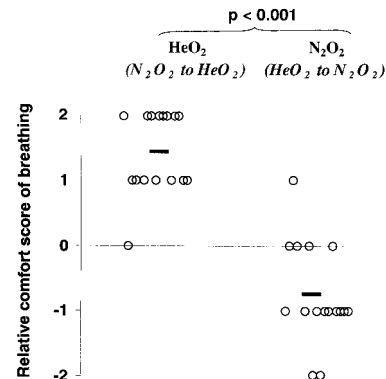 p < 0.001
HeO₂ N₂O₂
(N₂O₂ to HeO₂) (HeO₂ to N₂O₂)
Relative comfort score of breathing
2
1
0
-1
-2